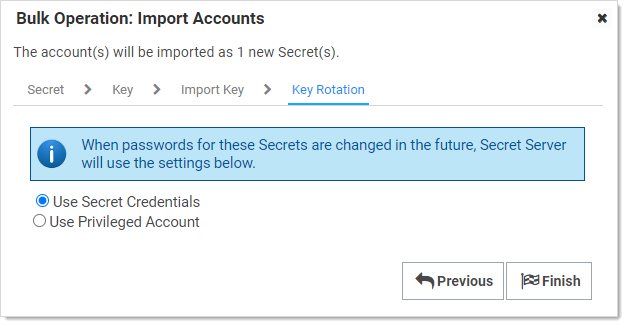 Bulk Operation: Import Accounts
The account(s) will be imported as 1 new Secret(s).
Secret > Key > Import Key > Key Rotation
When passwords for these Secrets are changed in the future, Secret Server
will use the settings below.
Use Secret Credentials
Use Privileged Account
Previous Finish